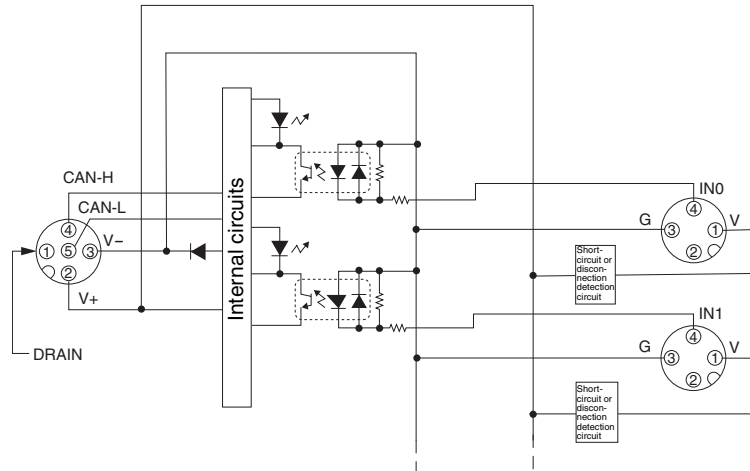 CAN-H
CAN-L
4
1
5
3
2
V−
V+
DRAIN
Internal circuits
IN0
G
V
4
3
1
2
Short-
circuit or
discon-
nection
detection
circuit
IN1
G
V
4
3
1
2
Short-
circuit or
discon-
nection
detection
circuit